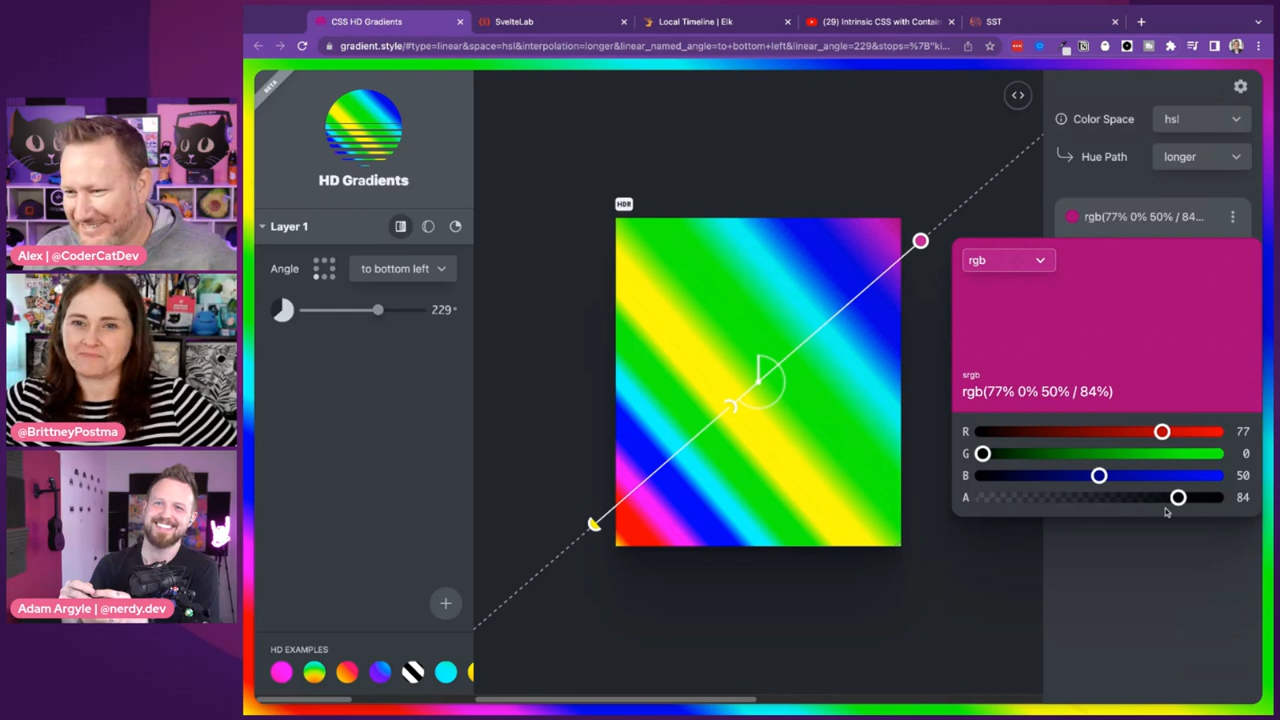 CSS HD Gradients
SvelteLab
Local Timeline | Elk
(29) Intrinsic CSS with Contain
SST
gradient.style/#type=linear&space=hsl&interpolation=longer&linear_named_angle=to+bottom+left&linear_angle=229&stops=%7B"ki...
BETA
HD Gradients
Layer 1
Angle
to bottom left
229°
HD EXAMPLES
HDR
Color Space
hsl
Hue Path
longer
rgb(77% 0% 50% / 84...
rgb
srgb
rgb(77% 0% 50% / 84%)
R 77
G 0
B 50
A 84
Alex | @CoderCatDev
@BrittneyPostma
Adam Argyle | @nerdy.dev